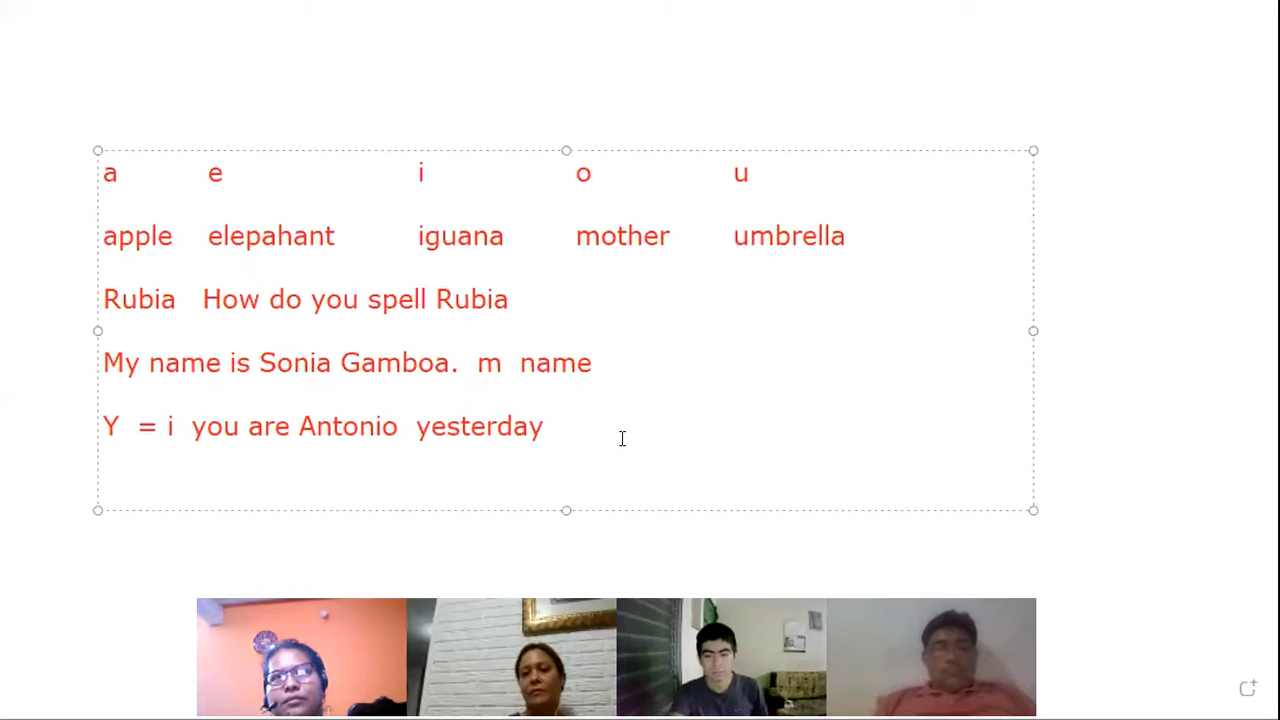 a e i o u
apple elepahant iguana mother umbrella
Rubia How do you spell Rubia
My name is Sonia Gamboa. m name
Y = i you are Antonio yesterday